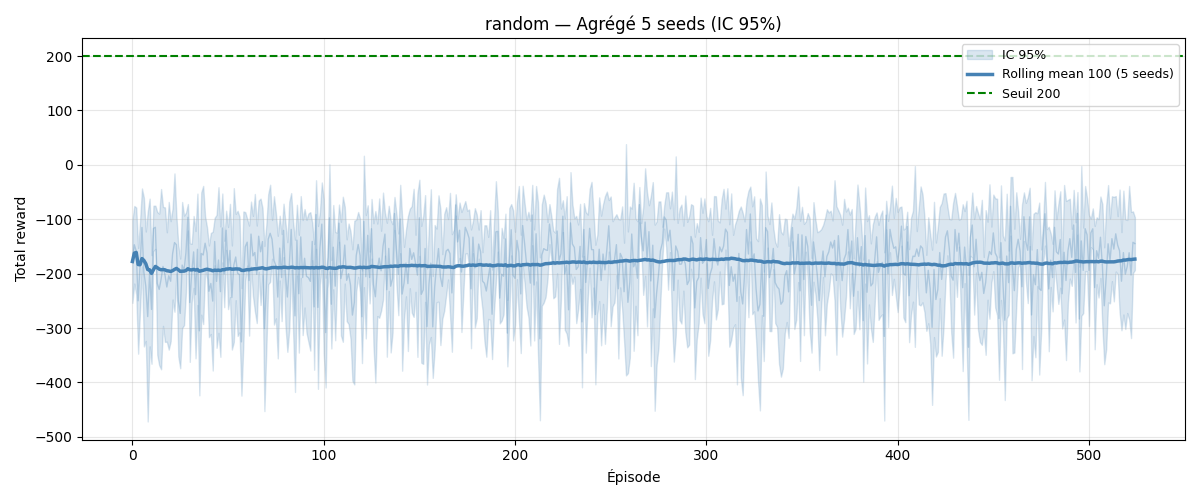 random — Agrégé 5 seeds (IC 95%)
IC 95%
Rolling mean 100 (5 seeds)
Seuil 200
Total reward
200
100
0
−100
−200
−300
−400
−500
0 100 200 300 400 500
Épisode